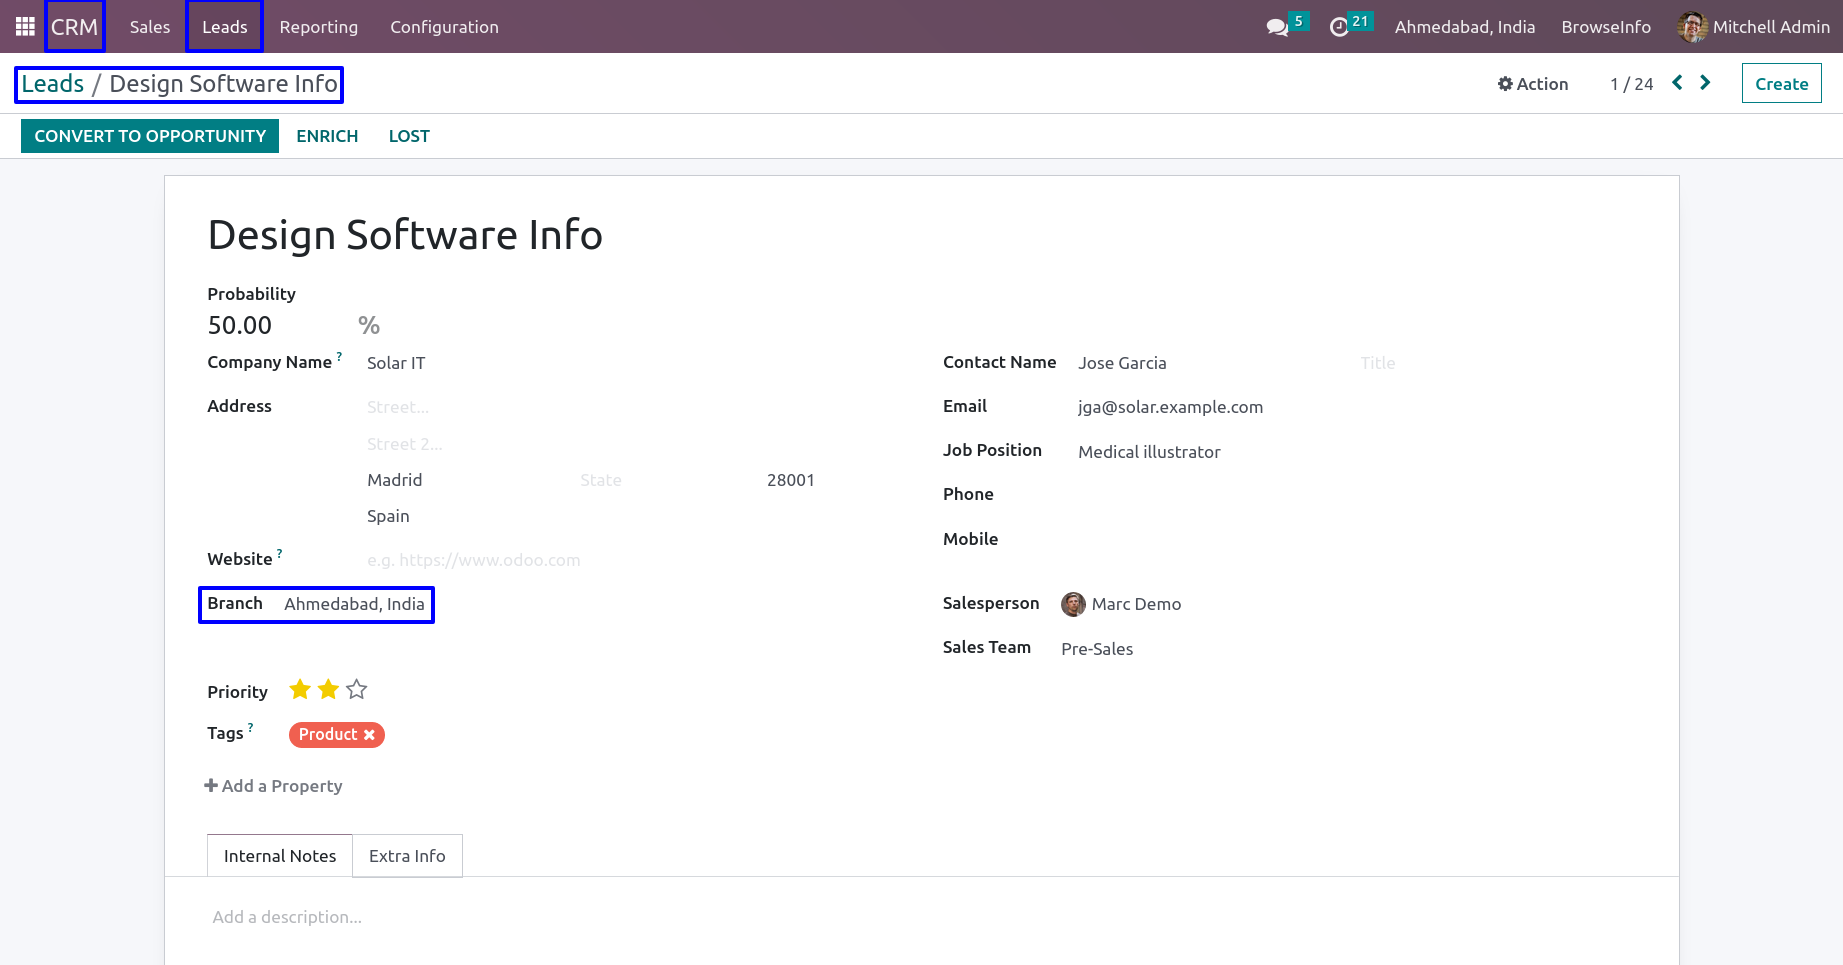 CRM Sales Leads Reporting Configuration 5 21 Ahmedabad, India BrowseInfo Mitchell Admin
Leads / Design Software Info Action 1 / 24 Create
CONVERT TO OPPORTUNITY ENRICH LOST
Design Software Info
Probability
50.00 %
Company Name ? Solar IT Contact Name Jose Garcia Title
Address Street... Email jga@solar.example.com
Street 2...
Job Position Medical illustrator
Madrid State 28001
Phone
Spain
Mobile
Website ? e.g. https://www.odoo.com
Branch Ahmedabad, India Salesperson Marc Demo
Sales Team Pre-Sales
Priority
Tags ? Product
Add a Property
Internal Notes Extra Info
Add a description...